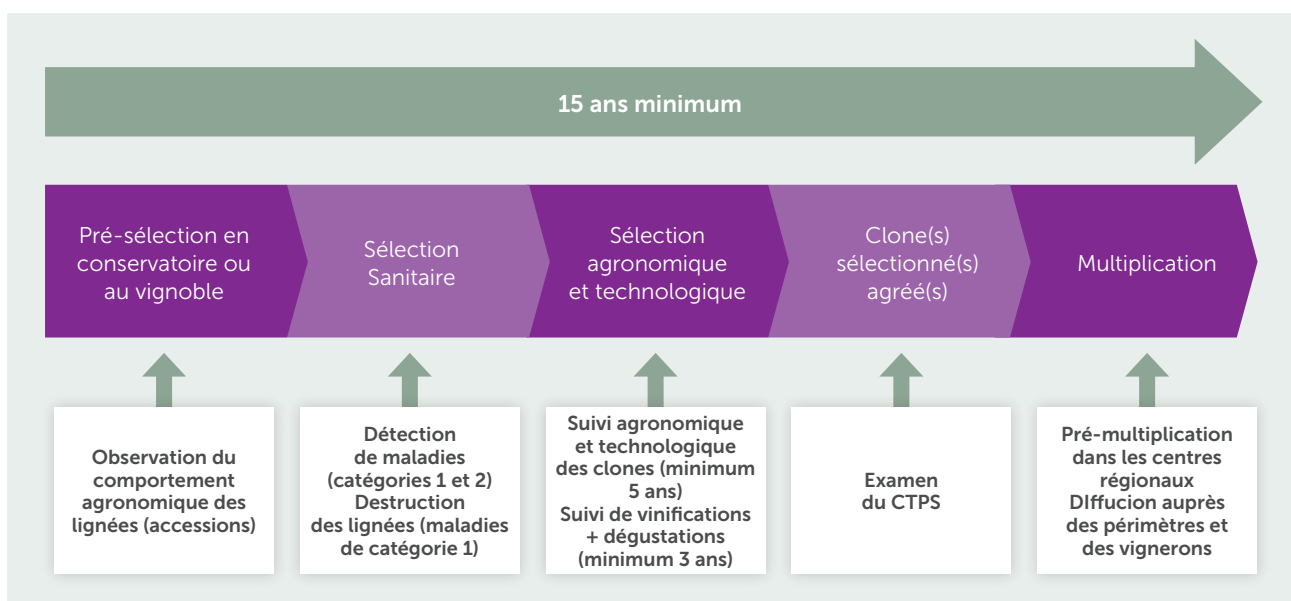 15 ans minimum
Pré-sélection en
conservatoire ou
au vignoble
Sélection
Sanitaire
Sélection
agronomique
et technologique
Clone(s)
sélectionné(s)
agréé(s)
Multiplication
Observation du
comportement
agronomique des
lignées (accessions)
Détection
de maladies
(catégories 1 et 2)
Destruction
des lignées (maladies
de catégorie 1)
Suivi agronomique
et technologique
des clones (minimum
5 ans)
Suivi de vinifications
+ dégustations
(minimum 3 ans)
Examen
du CTPS
Pré-multiplication
dans les centres
régionaux
DIffucion auprès
des périmètres et
des vignerons